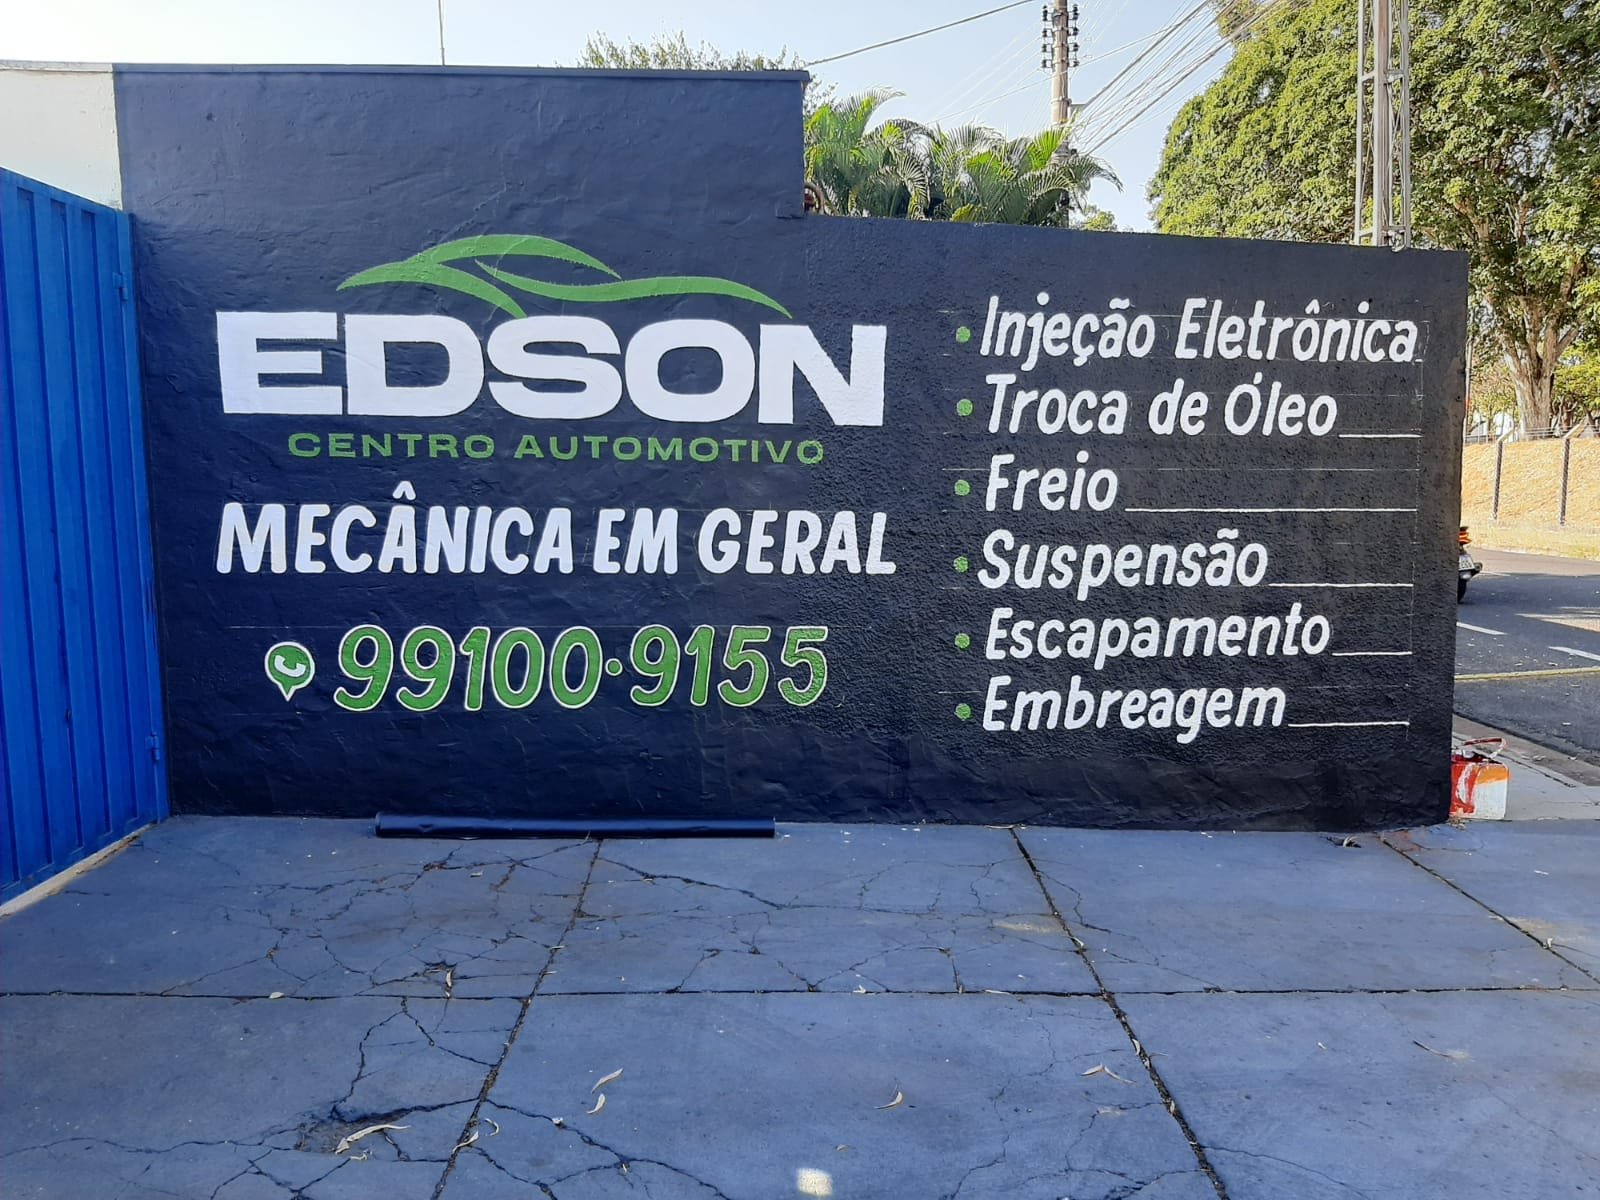 EDSON
CENTRO AUTOMOTIVO
MECÂNICA EM GERAL
99100.9155
• Injeção Eletrônica
• Troca de Óleo
• Freio
• Suspensão
• Escapamento
• Embreagem